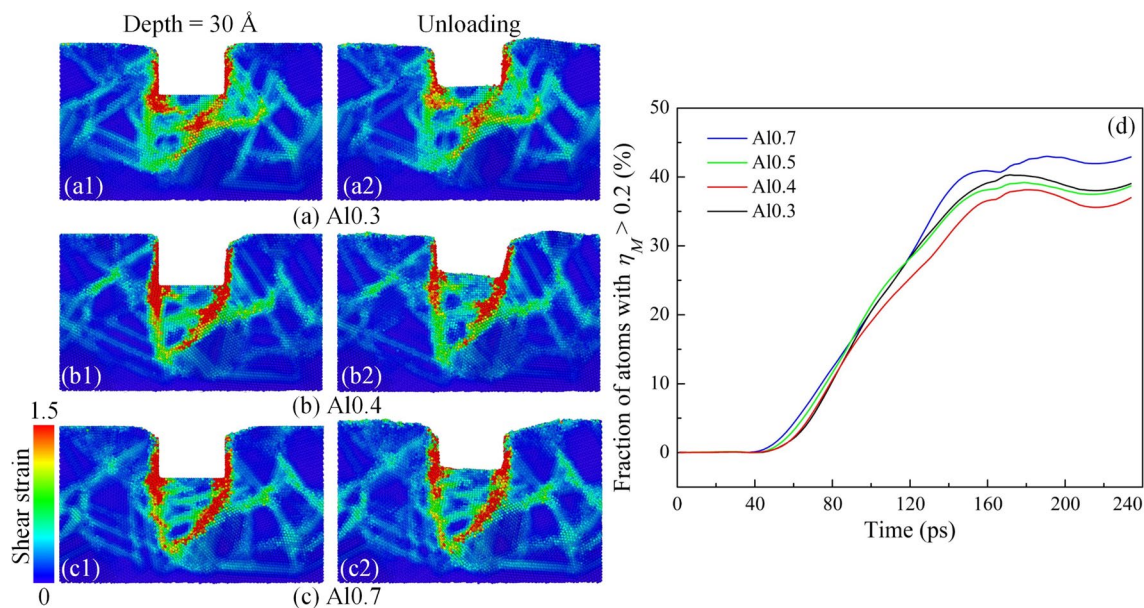 Depth = 30 Å
Unloading
(a1)
(a2)
(a) Al0.3
(b1)
(b2)
(b) Al0.4
1.5
Shear strain
0
(c1)
(c2)
(c) Al0.7
(d)
Al0.7
Al0.5
Al0.4
Al0.3
Fraction of atoms with η_M > 0.2 (%)
50
40
30
20
10
0
0 40 80 120 160 200 240
Time (ps)